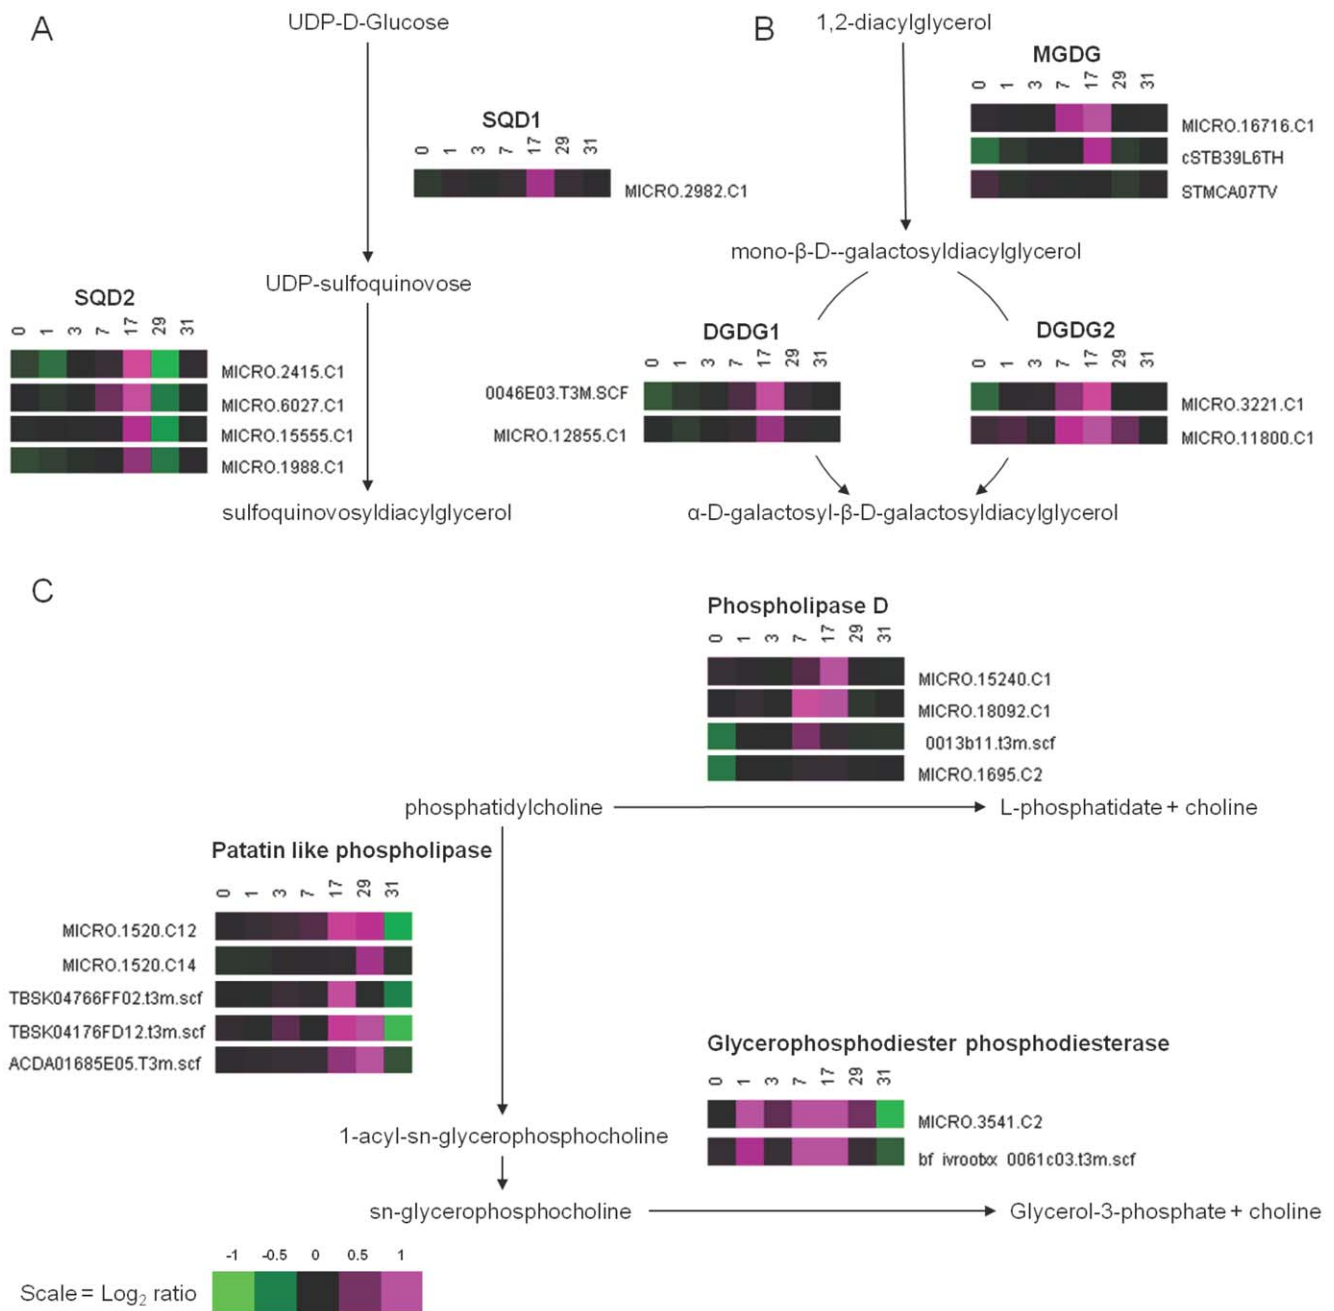 A
UDP-D-Glucose
SQD1
0 1 3 7 17 29 31
MICRO.2982.C1
UDP-sulfoquinovose
SQD2
0 1 3 7 17 29 31
MICRO.2415.C1
MICRO.6027.C1
MICRO.15555.C1
MICRO.1988.C1
sulfoquinovosyldiacylglycerol
B
1,2-diacylglycerol
MGDG
0 1 3 7 17 29 31
MICRO.16716.C1
cSTB39L6TH
STMCA07TV
mono-β-D--galactosyldiacylglycerol
DGDG1
0 1 3 7 17 29 31
0046E03.T3M.SCF
MICRO.12855.C1
DGDG2
0 1 3 7 17 29 31
MICRO.3221.C1
MICRO.11800.C1
α-D-galactosyl-β-D-galactosyldiacylglycerol
C
Phospholipase D
0 1 3 7 17 29 31
MICRO.15240.C1
MICRO.18092.C1
0013b11.t3m.scf
MICRO.1695.C2
phosphatidylcholine
L-phosphatidate + choline
Patatin like phospholipase
0 1 3 7 17 29 31
MICRO.1520.C12
MICRO.1520.C14
TBSK04766FF02.t3m.scf
TBSK04176FD12.t3m.scf
ACDA01685E05.T3m.scf
Glycerophosphodiester phosphodiesterase
0 1 3 7 17 29 31
MICRO.3541.C2
bf_ivrootxx_0061c03.t3m.scf
1-acyl-sn-glycerophosphocholine
sn-glycerophosphocholine
Glycerol-3-phosphate + choline
-1 -0.5 0 0.5 1
Scale = Log₂ ratio